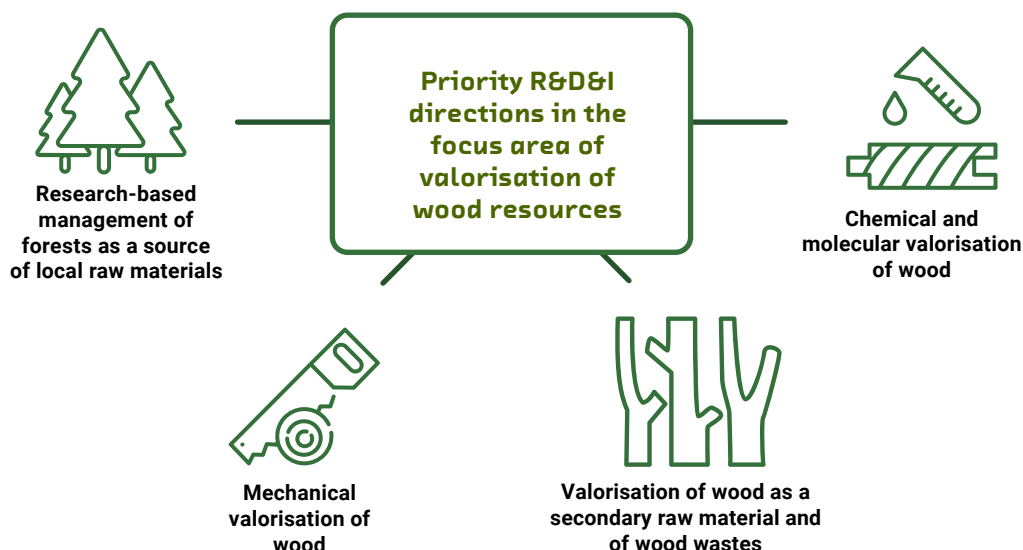 Priority R&D&I
directions in the
focus area of
valorisation of
wood resources
Research-based
management of
forests as a source
of local raw materials
Chemical and
molecular valorisation
of wood
Mechanical
valorisation of
wood
Valorisation of wood as a
secondary raw material and
of wood wastes